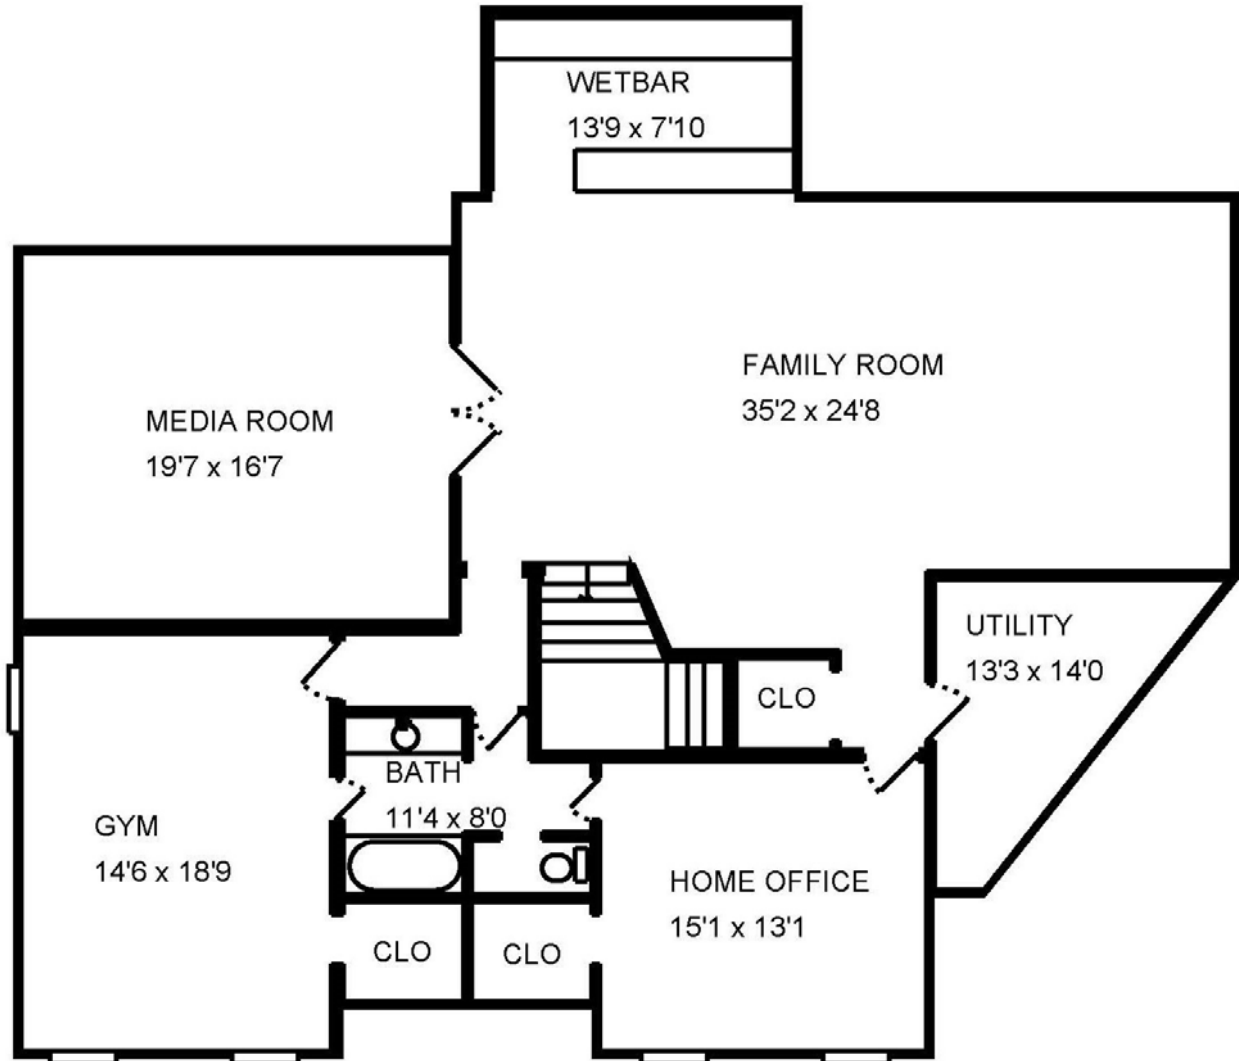 WETBAR
13'9 x 7'10
FAMILY ROOM
35'2 x 24'8
MEDIA ROOM
19'7 x 16'7
UTILITY
13'3 x 14'0
CLO
BATH
11'4 x 8'0
GYM
14'6 x 18'9
HOME OFFICE
15'1 x 13'1
CLO
CLO